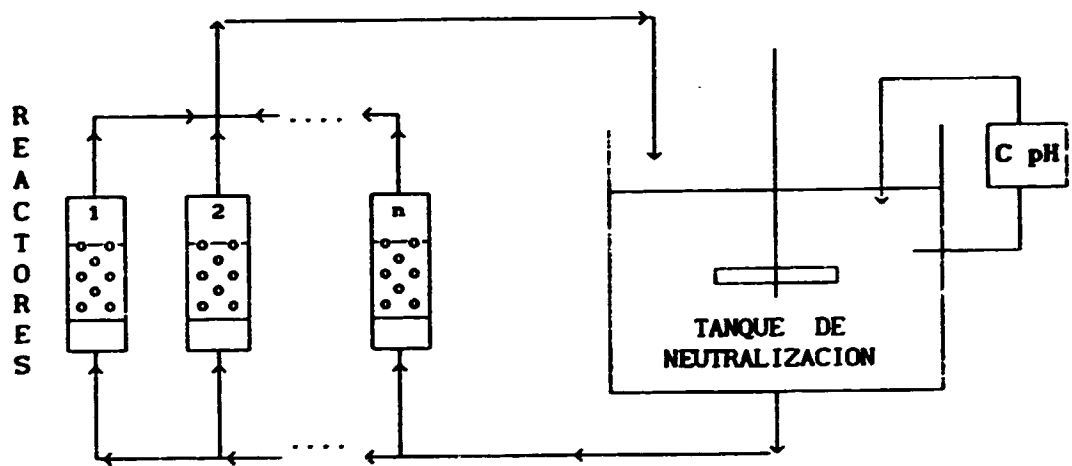 REACTORES
1
2
n
....
....
C pH
TANQUE DE
NEUTRALIZACION